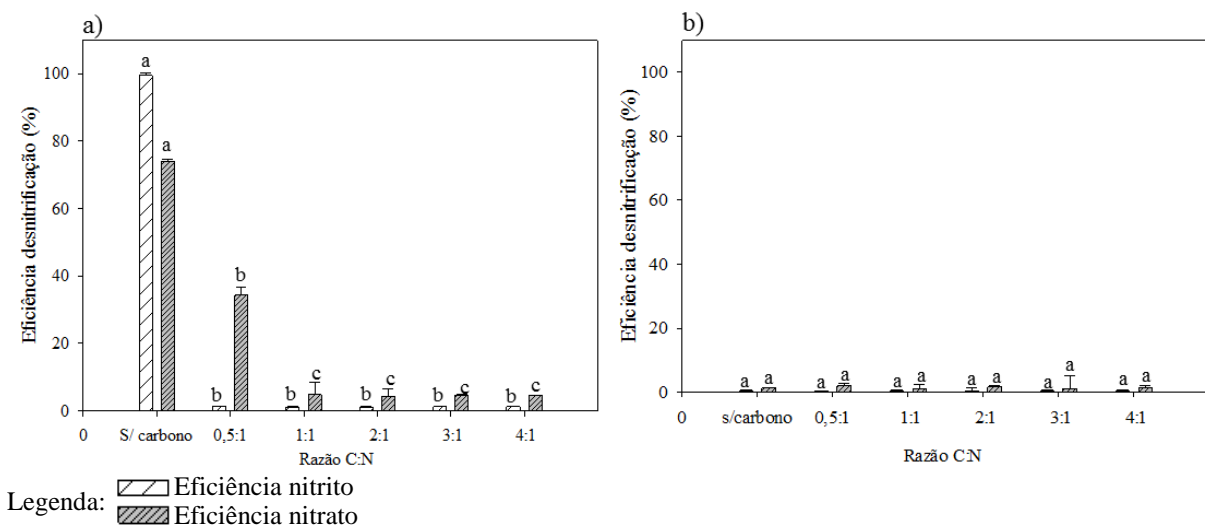 a)
Eficiência desnitrificação (%)
100
80
60
40
20
0
a
a
b
b
b
c
b
c
b
c
b
c
0
S/ carbono
0,5:1
1:1
2:1
3:1
4:1
Razão C:N
b)
Eficiência desnitrificação (%)
100
80
60
40
20
0
a
a
a
a
a
a
a
a
a
a
a
a
0
s/carbono
0,5:1
1:1
2:1
3:1
4:1
Razão C:N
Legenda:
Eficiência nitrito
Eficiência nitrato